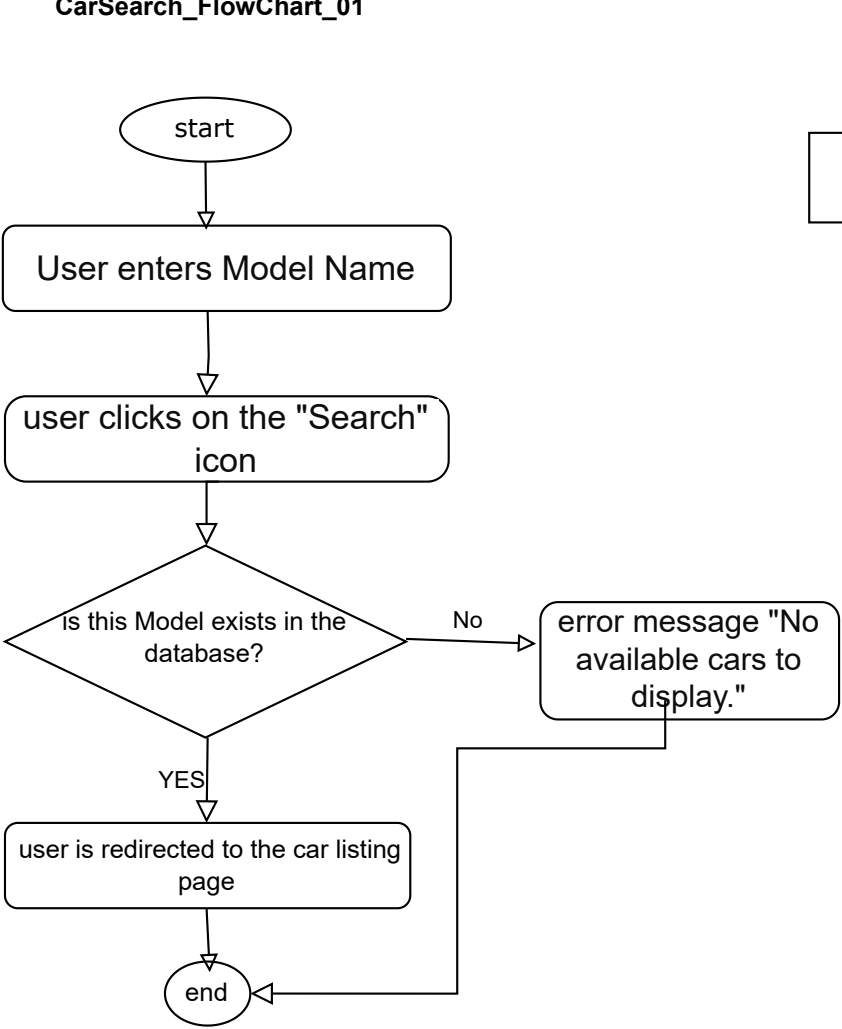 CarSearch_FlowChart_01
start
User enters Model Name
user clicks on the "Search"
icon
is this Model exists in the
database?
No
error message "No
available cars to
display."
YES
user is redirected to the car listing
page
end